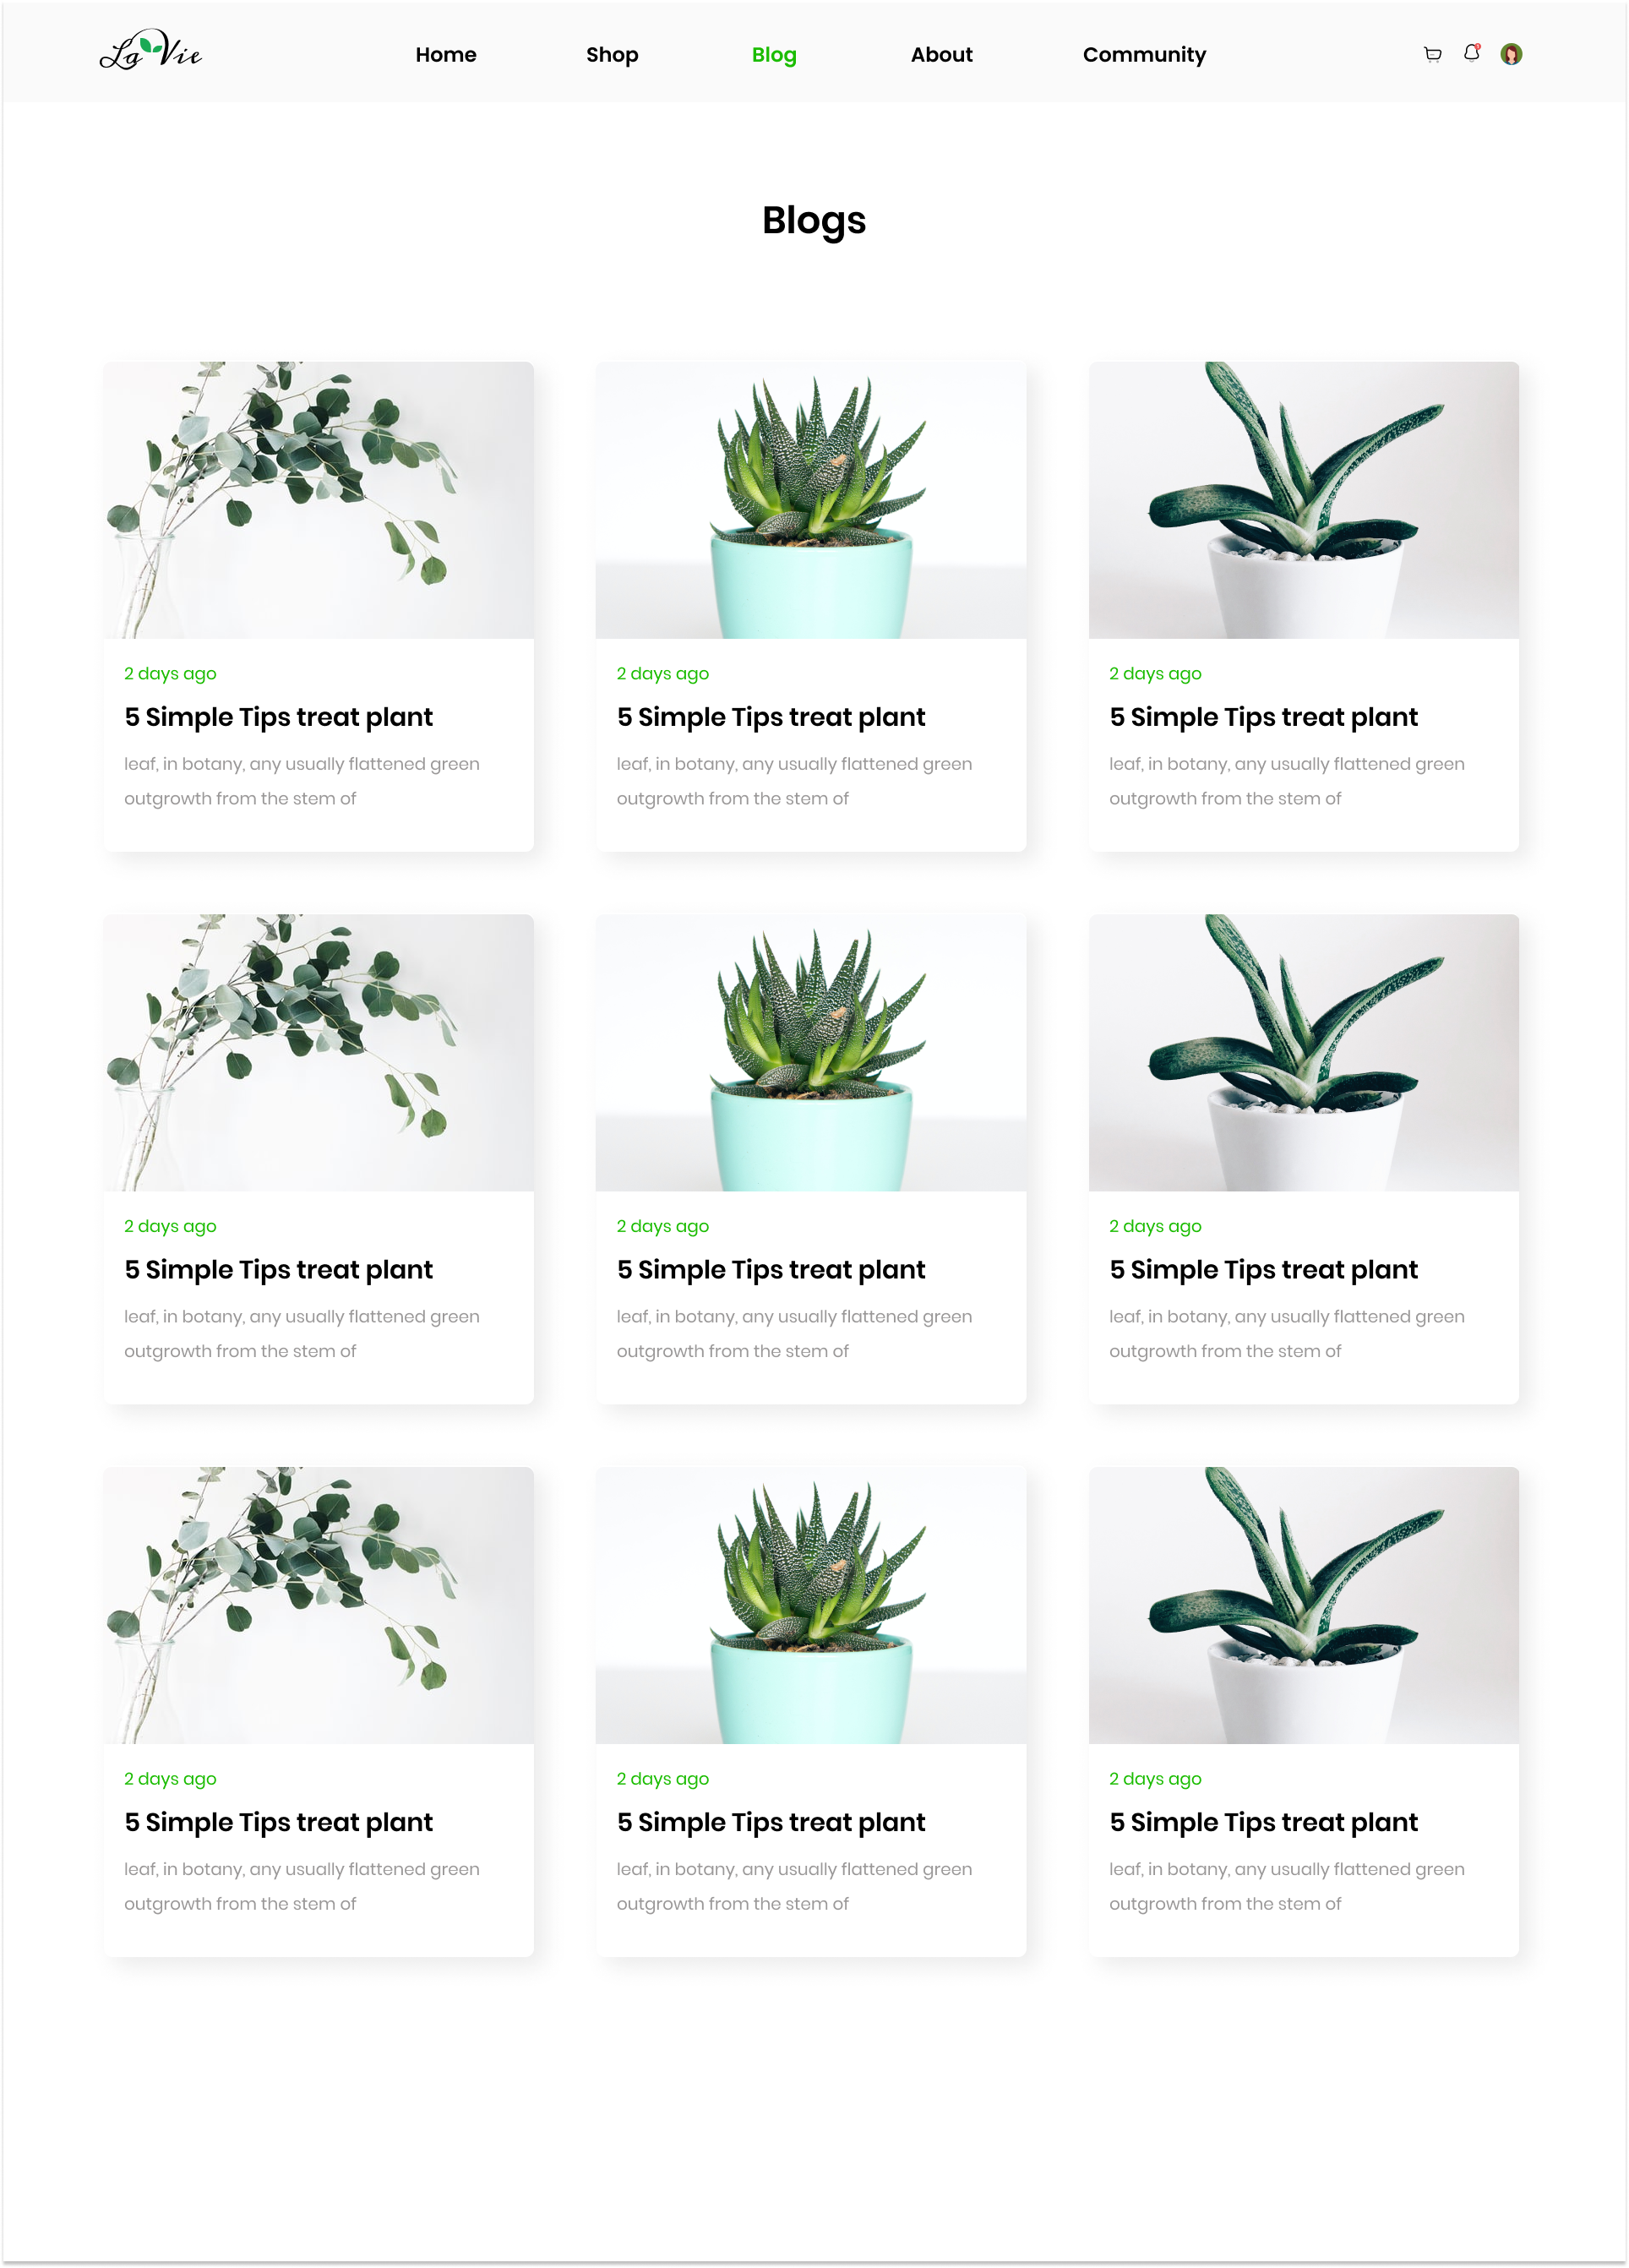 La Vie
Home
Shop
Blog
About
Community
Blogs
2 days ago
5 Simple Tips treat plant
leaf, in botany, any usually flattened green
outgrowth from the stem of
2 days ago
5 Simple Tips treat plant
leaf, in botany, any usually flattened green
outgrowth from the stem of
2 days ago
5 Simple Tips treat plant
leaf, in botany, any usually flattened green
outgrowth from the stem of
2 days ago
5 Simple Tips treat plant
leaf, in botany, any usually flattened green
outgrowth from the stem of
2 days ago
5 Simple Tips treat plant
leaf, in botany, any usually flattened green
outgrowth from the stem of
2 days ago
5 Simple Tips treat plant
leaf, in botany, any usually flattened green
outgrowth from the stem of
2 days ago
5 Simple Tips treat plant
leaf, in botany, any usually flattened green
outgrowth from the stem of
2 days ago
5 Simple Tips treat plant
leaf, in botany, any usually flattened green
outgrowth from the stem of
2 days ago
5 Simple Tips treat plant
leaf, in botany, any usually flattened green
outgrowth from the stem of